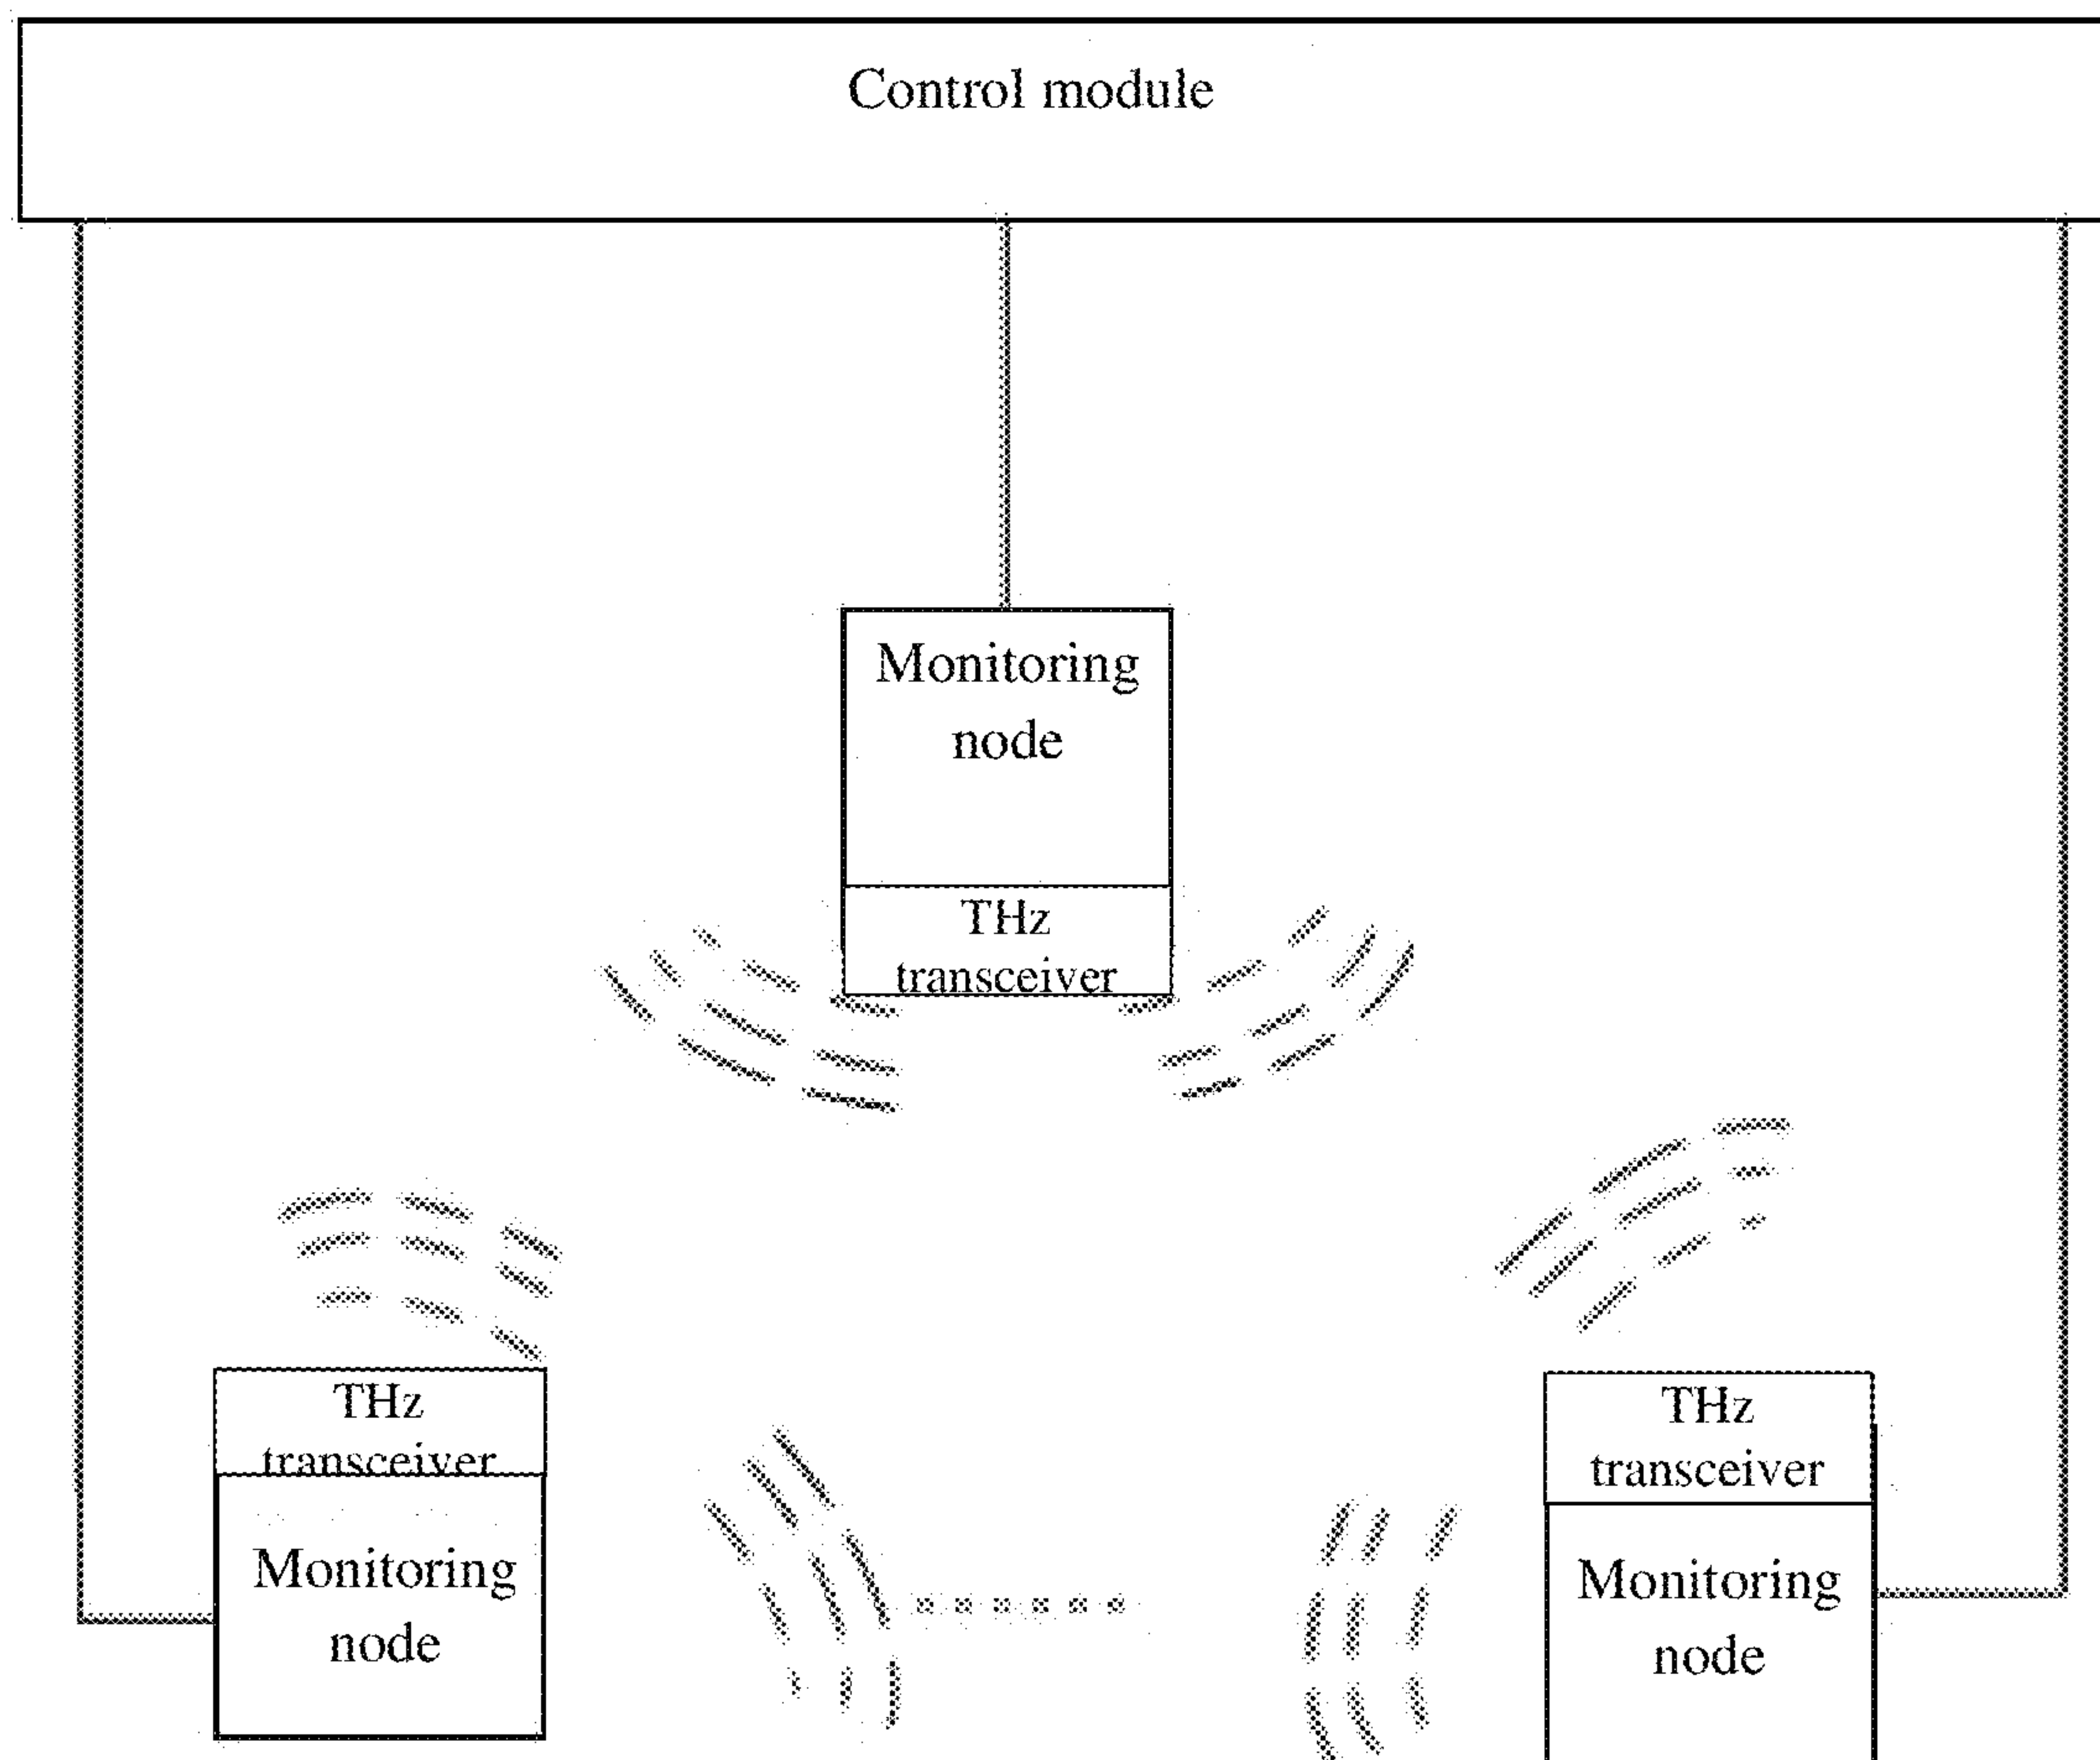 Control module
Monitoring
node
THz
transceiver
THz
transceiver
Monitoring
node
THz
transceiver
Monitoring
node